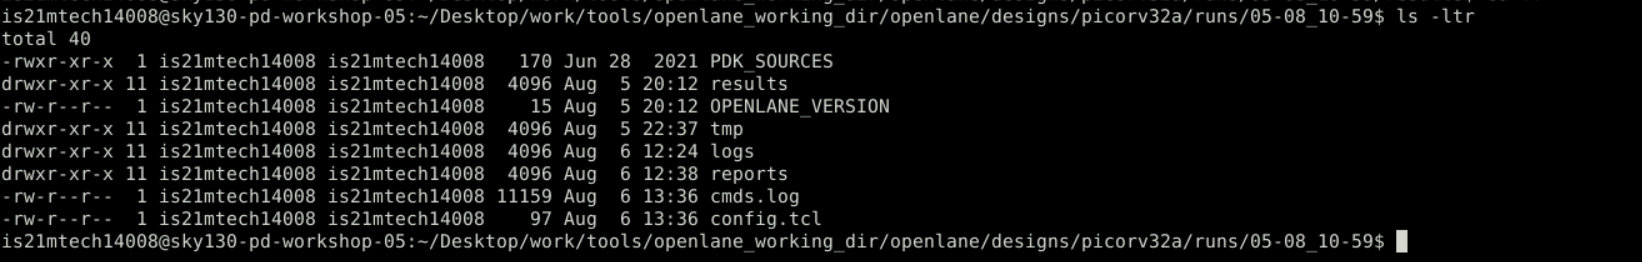 is21mtech14008@sky130-pd-workshop-05:~/Desktop/work/tools/openlane_working_dir/openlane/designs/picorv32a/runs/05-08_10-59$ ls -ltr
total 40
-rwxr-xr-x  1 is21mtech14008 is21mtech14008   170 Jun 28  2021 PDK_SOURCES
drwxr-xr-x 11 is21mtech14008 is21mtech14008  4096 Aug  5 20:12 results
-rw-r--r--  1 is21mtech14008 is21mtech14008    15 Aug  5 20:12 OPENLANE_VERSION
drwxr-xr-x 11 is21mtech14008 is21mtech14008  4096 Aug  5 22:37 tmp
drwxr-xr-x 11 is21mtech14008 is21mtech14008  4096 Aug  6 12:24 logs
drwxr-xr-x 11 is21mtech14008 is21mtech14008  4096 Aug  6 12:38 reports
-rw-r--r--  1 is21mtech14008 is21mtech14008 11159 Aug  6 13:36 cmds.log
-rw-r--r--  1 is21mtech14008 is21mtech14008    97 Aug  6 13:36 config.tcl
is21mtech14008@sky130-pd-workshop-05:~/Desktop/work/tools/openlane_working_dir/openlane/designs/picorv32a/runs/05-08_10-59$